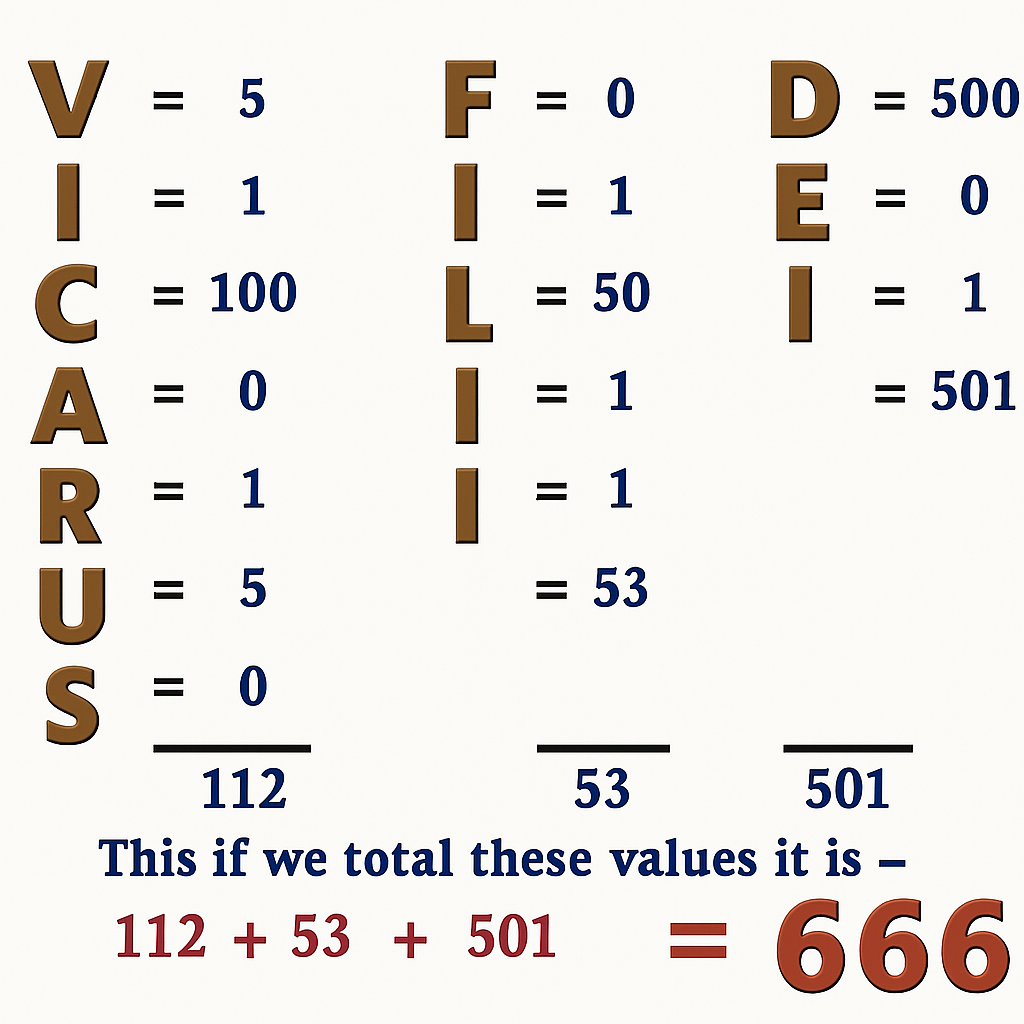 V = 5 F = 0 D = 500
I = 1 I = 1 E = 0
C = 100 L = 50 I = 1
A = 0 I = 1 = 501
R = 1 I = 1
U = 5 = 53
S = 0
112 53 501
This if we total these values it is –
112 + 53 + 501 = 666